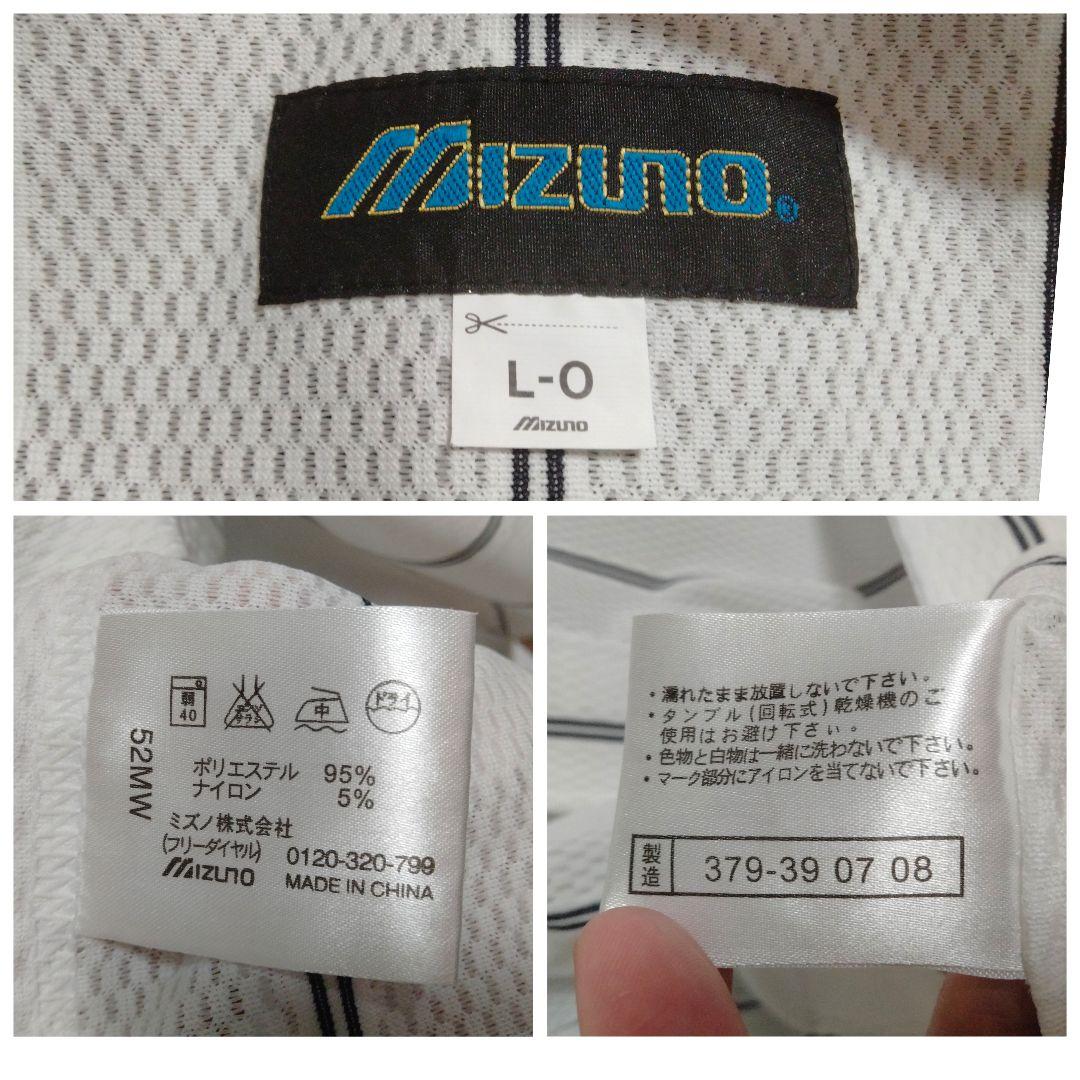 MIZUNO®
L-O
MIZUNO
弱
40
エンソ
サラシ
中
ドライ
52MW
ポリエステル 95%
ナイロン 5%
ミズノ株式会社
(フリーダイヤル) 0120-320-799
MIZUNO MADE IN CHINA
・濡れたまま放置しないで下さい。
・タンブル(回転式)乾燥機のご
使用はお避け下さい。
・色物と白物は一緒に洗わないで下さい。
・マーク部分にアイロンを当てないで下さい。
製造 379-39 07 08